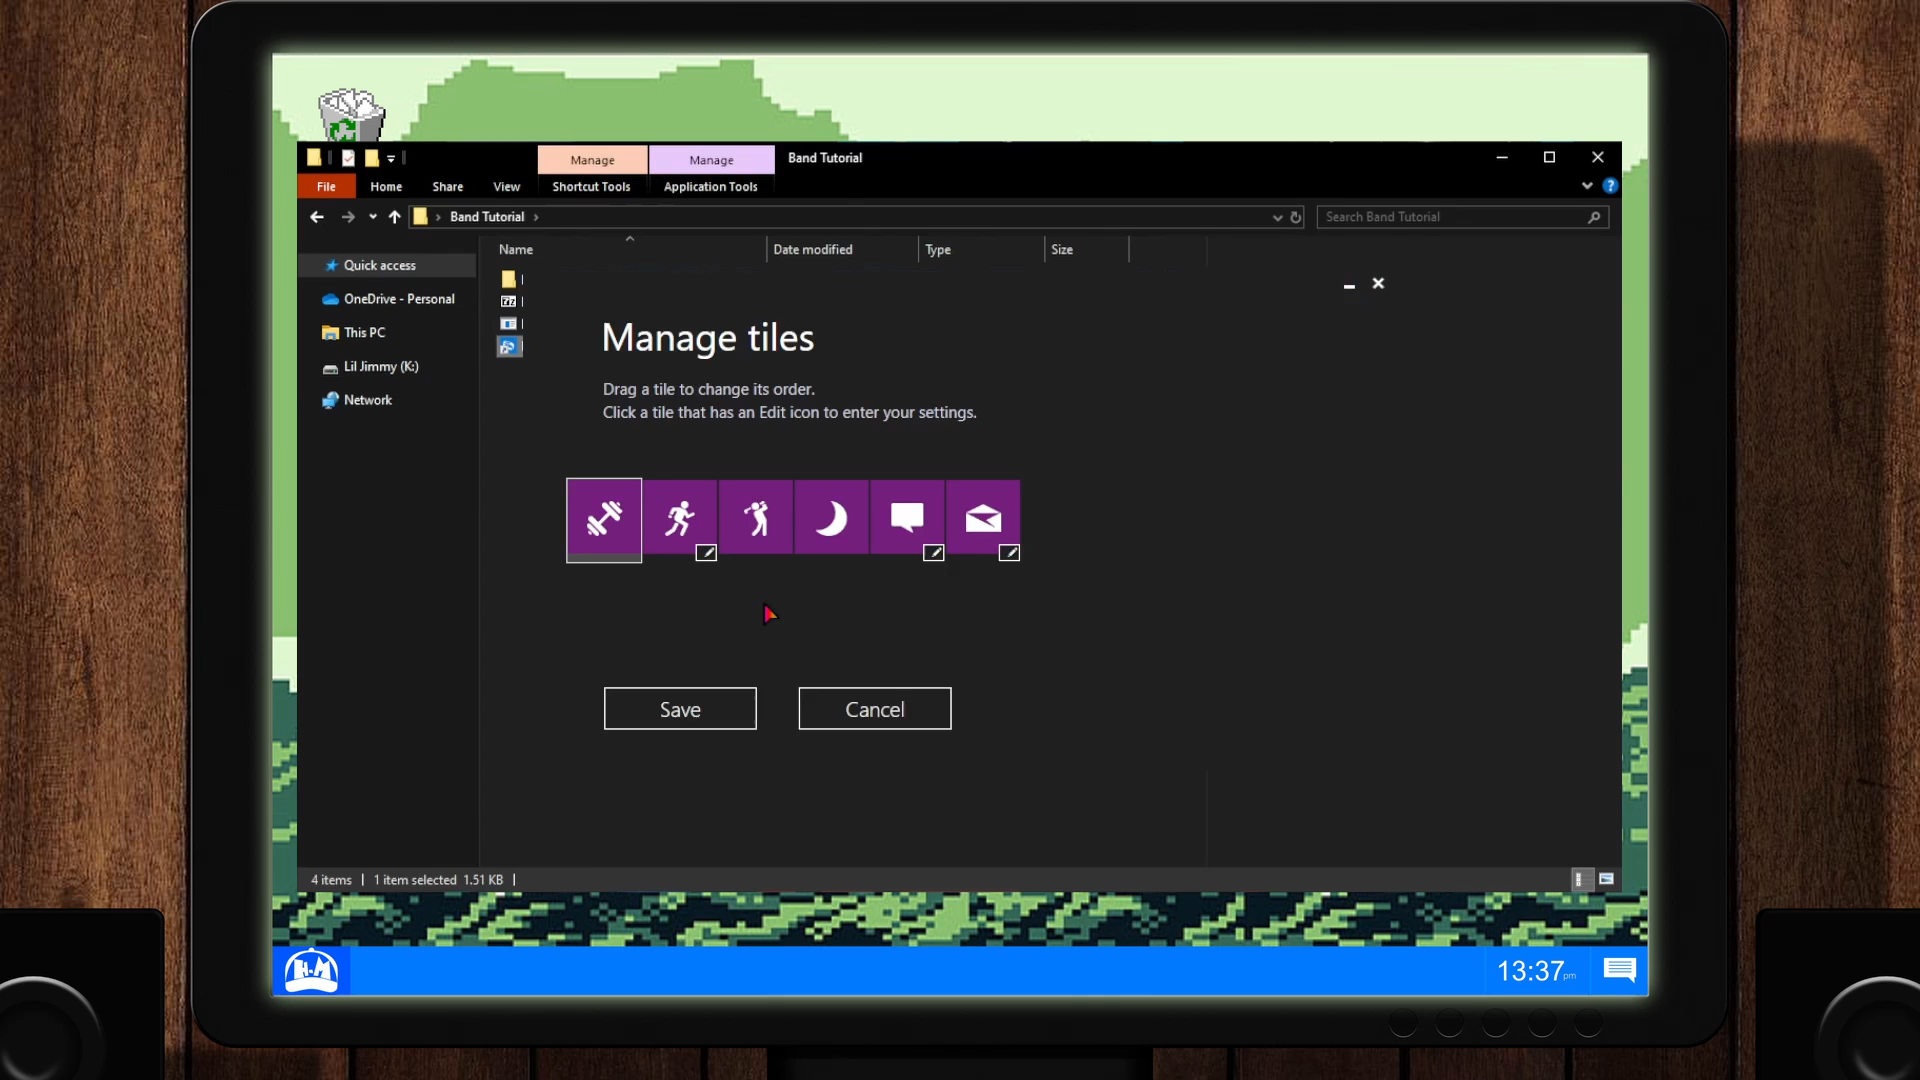 Manage
Manage
Band Tutorial
File
Home
Share
View
Shortcut Tools
Application Tools
Band Tutorial
Search Band Tutorial
Name
Date modified
Type
Size
Quick access
OneDrive - Personal
This PC
Lil Jimmy (K:)
Network
Manage tiles
Drag a tile to change its order.
Click a tile that has an Edit icon to enter your settings.
Save
Cancel
4 items
1 item selected 1.51 KB
H·M
13:37pm